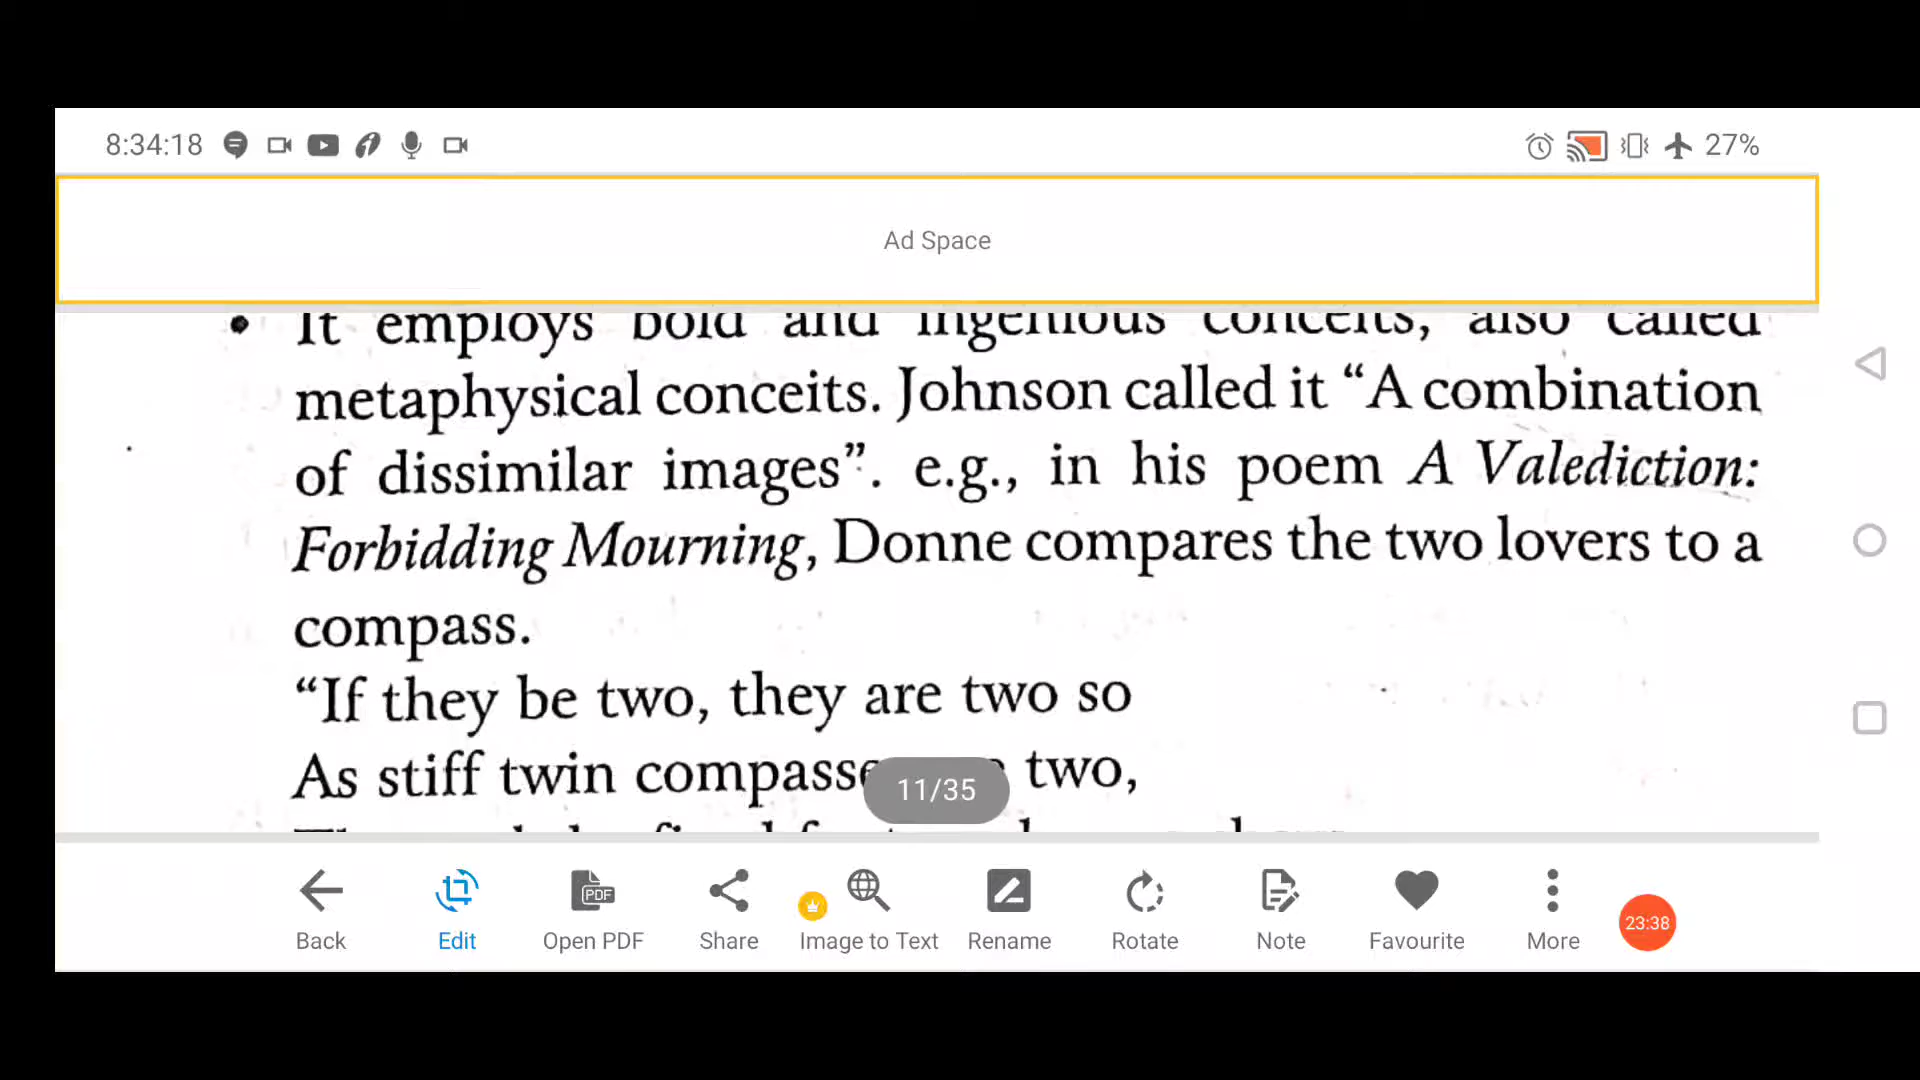 8:34:18 27%
Ad Space
• It employs bold and ingenious conceits, also called
metaphysical conceits. Johnson called it “A combination
of dissimilar images”. e.g., in his poem A Valediction:
Forbidding Mourning, Donne compares the two lovers to a
compass.
“If they be two, they are two so
As stiff twin compasse two,
11/35
PDF
Back Edit Open PDF Share Image to Text Rename Rotate Note Favourite More
23:38